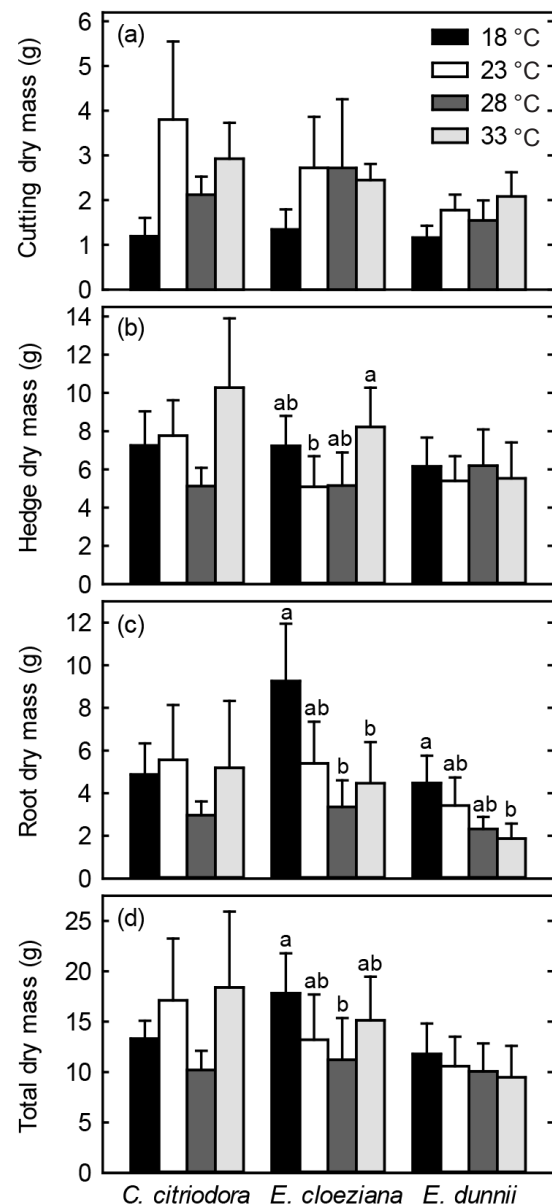 6
(a)
18 °C
5
23 °C
4
28 °C
33 °C
3
2
1
0
Cutting dry mass (g)
14
(b)
12
a
10
ab
8
b ab
6
4
2
0
Hedge dry mass (g)
(c)
a
12
10
8
ab
b
6
a
b
ab
4
ab
b
2
0
Root dry mass (g)
(d)
25
a
20
ab
ab
b
15
10
5
0
Total dry mass (g)
C. citriodora E. cloeziana E. dunnii